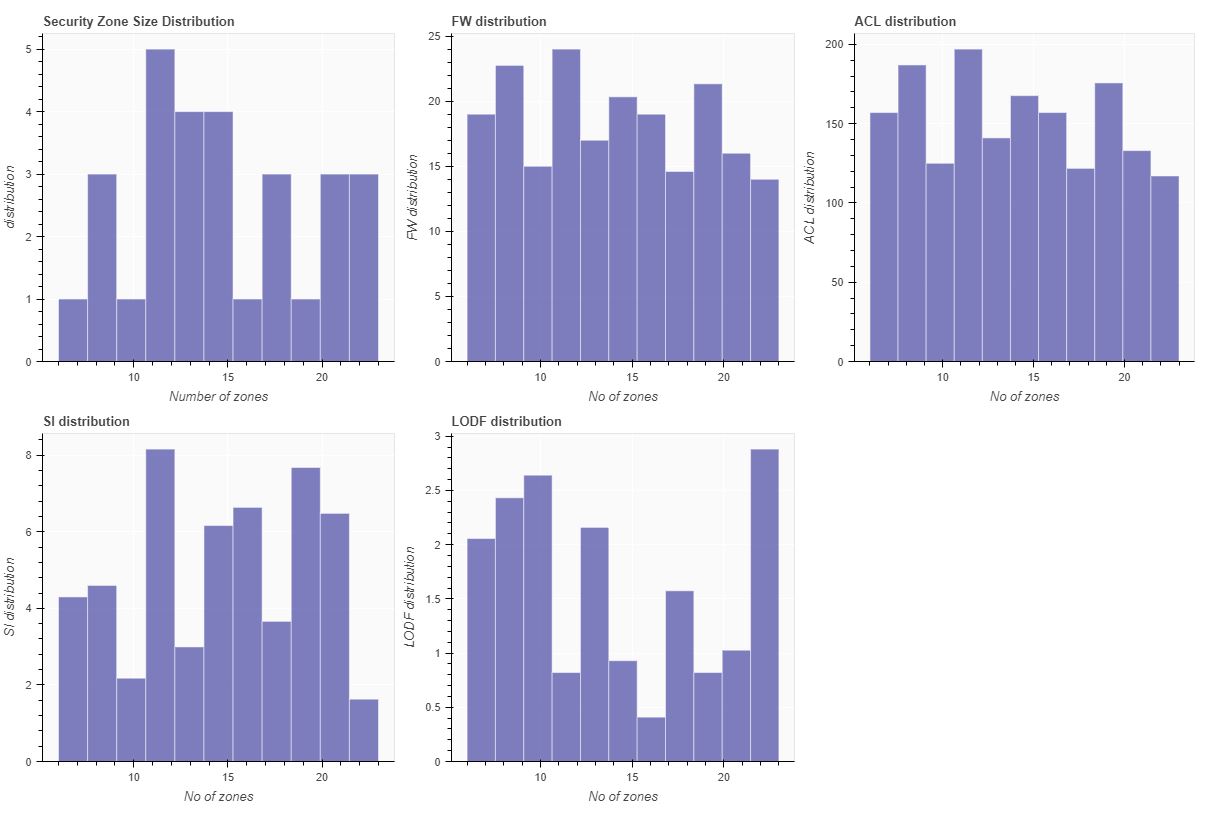 Security Zone Size Distribution
distribution
5
4
3
2
1
0
10
15
20
Number of zones
FW distribution
FW distribution
25
20
15
10
5
0
10
15
20
No of zones
ACL distribution
ACL distribution
200
150
100
50
0
10
15
20
No of zones
SI distribution
SI distribution
8
6
4
2
0
10
15
20
No of zones
LODF distribution
LODF distribution
3
2.5
2
1.5
1
0.5
0
10
15
20
No of zones